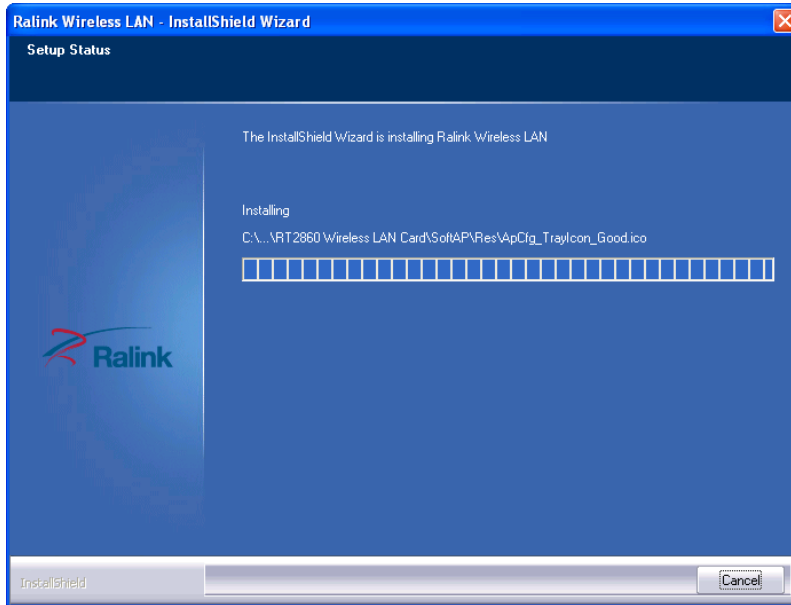 Ralink Wireless LAN - InstallShield Wizard
Setup Status
The InstallShield Wizard is installing Ralink Wireless LAN
Installing
C:\...\RT2860 Wireless LAN Card\SoftAP\Res\ApCfg_TrayIcon_Good.ico
Ralink
InstallShield
Cancel